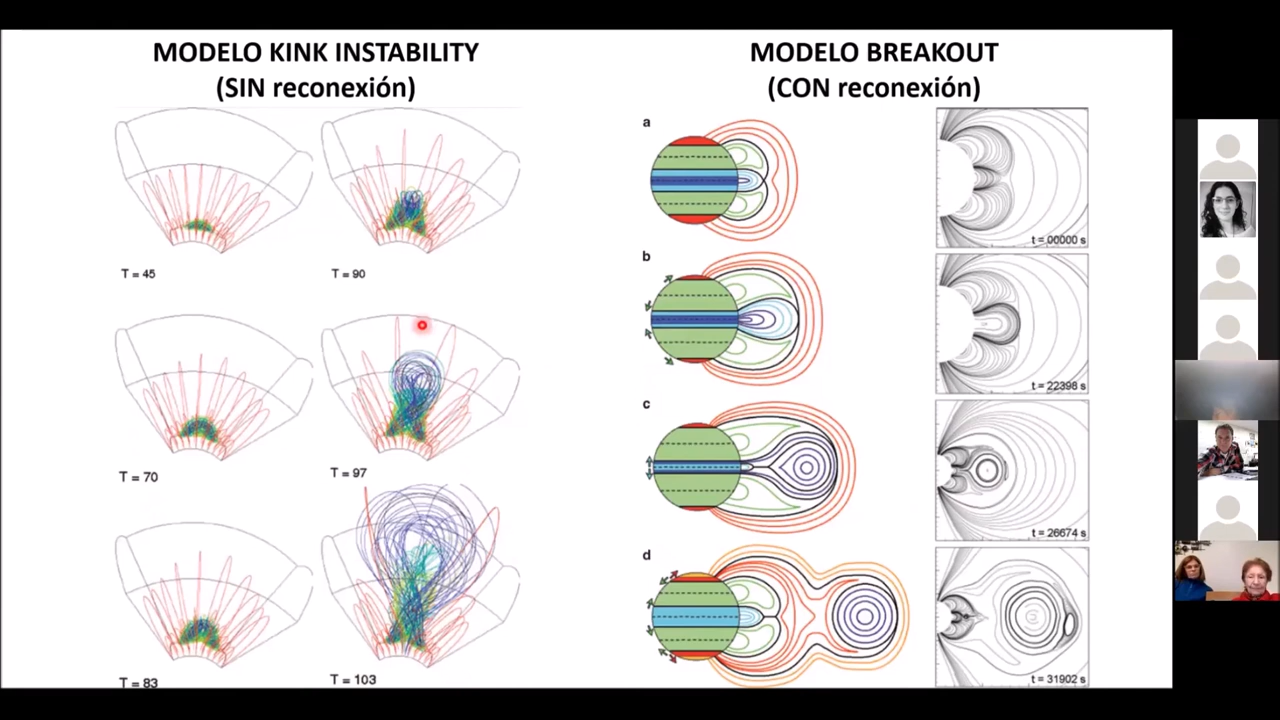 MODELO KINK INSTABILITY
(SIN reconexión)
T = 45
T = 90
T = 70
T = 97
T = 83
T = 103
MODELO BREAKOUT
(CON reconexión)
a
t = 00000 s
b
t = 22398 s
c
t = 26674 s
d
t = 31902 s